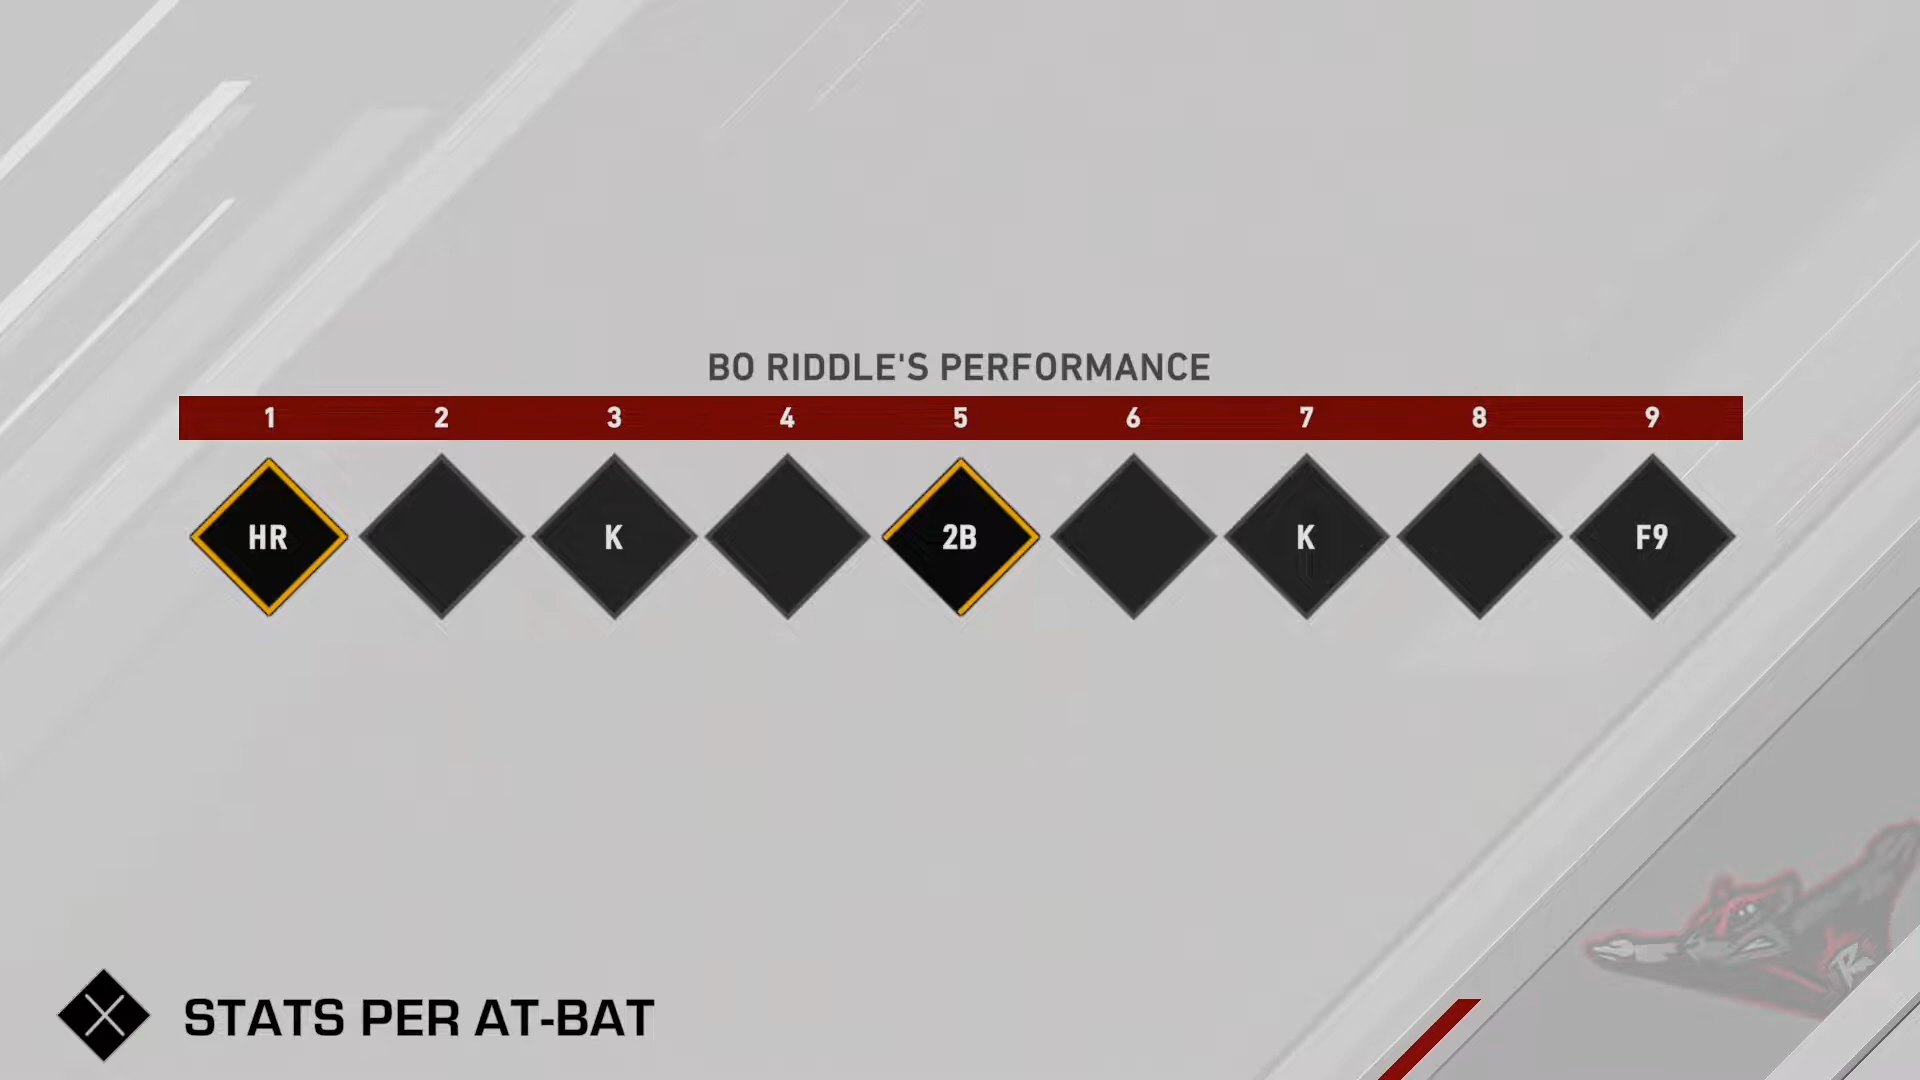 BO RIDDLE'S PERFORMANCE
1 2 3 4 5 6 7 8 9
HR K 2B K F9
R
STATS PER AT-BAT